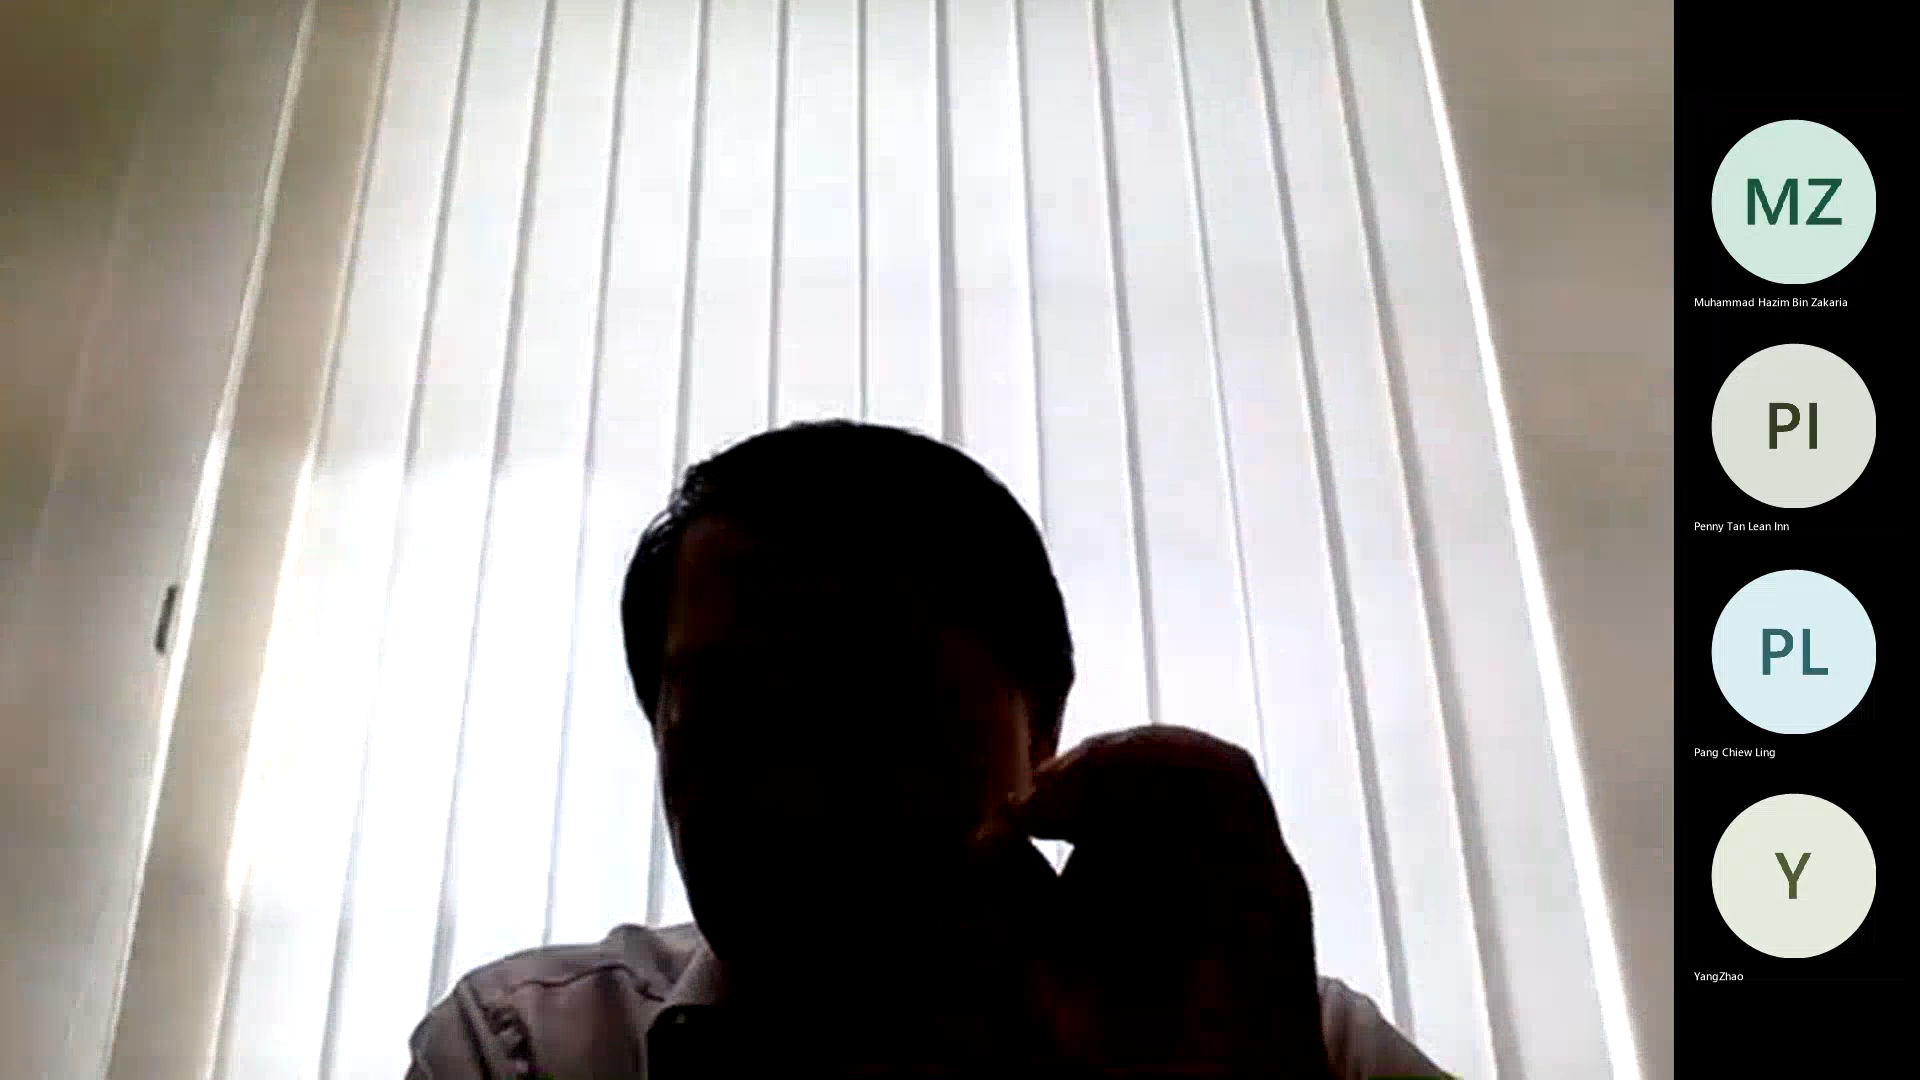 MZ
Muhammad Hazim Bin Zakaria
PI
Penny Tan Lean Inn
PL
Pang Chiew Ling
Y
YangZhao